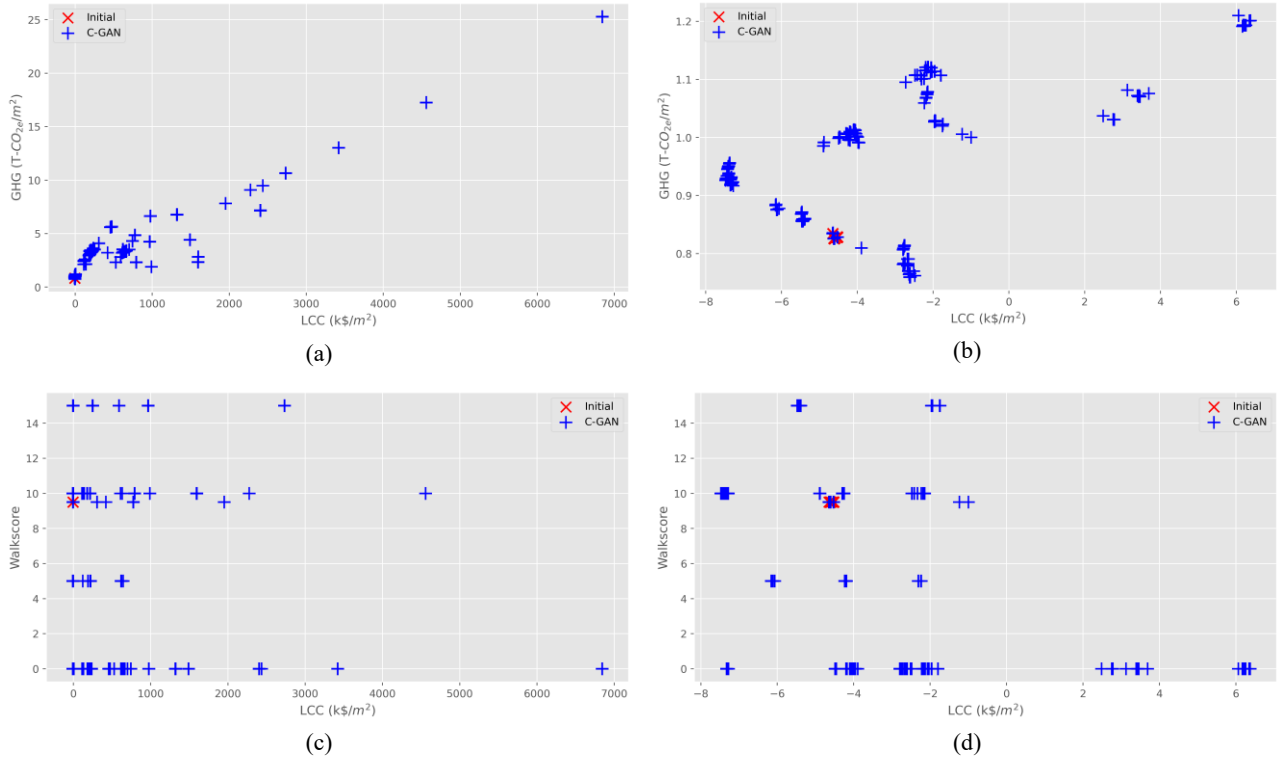 Initial
C-GAN
GHG (T-CO2e/m²)
25
20
15
10
5
0
0 1000 2000 3000 4000 5000 6000 7000
LCC (k$/m²)
(a)
Initial
C-GAN
GHG (T-CO2e/m²)
1.2
1.1
1.0
0.9
0.8
−8 −6 −4 −2 0 2 4 6
LCC (k$/m²)
(b)
Initial
C-GAN
Walkscore
14
12
10
8
6
4
2
0
0 1000 2000 3000 4000 5000 6000 7000
LCC (k$/m²)
(c)
Initial
C-GAN
Walkscore
14
12
10
8
6
4
2
0
−8 −6 −4 −2 0 2 4 6
LCC (k$/m²)
(d)